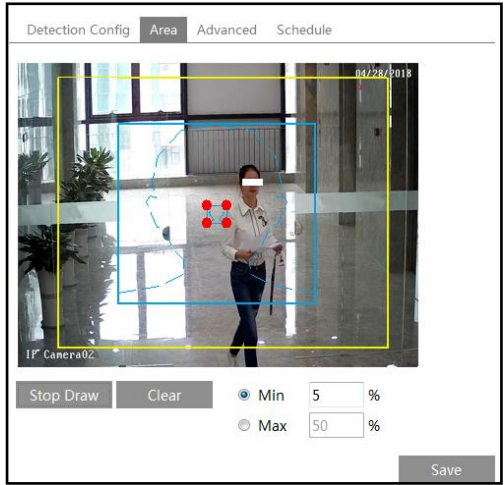 Detection Config Area Advanced Schedule
04/28/2018
IP Camera02
Stop Draw Clear Min 5 %
Max 50 %
Save